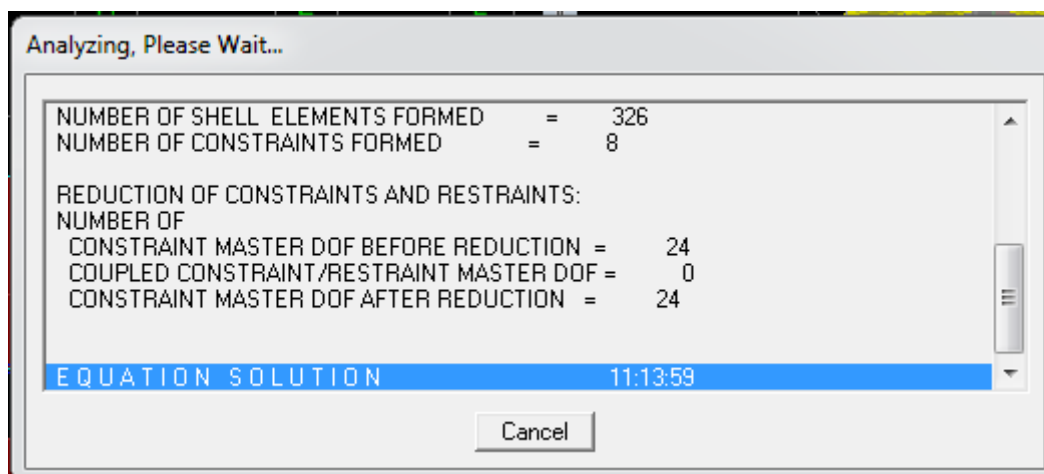 Analyzing, Please Wait...
NUMBER OF SHELL ELEMENTS FORMED = 326
NUMBER OF CONSTRAINTS FORMED = 8
REDUCTION OF CONSTRAINTS AND RESTRAINTS:
NUMBER OF
CONSTRAINT MASTER DOF BEFORE REDUCTION = 24
COUPLED CONSTRAINT/RESTRAINT MASTER DOF = 0
CONSTRAINT MASTER DOF AFTER REDUCTION = 24
E Q U A T I O N S O L U T I O N 11:13:59
Cancel